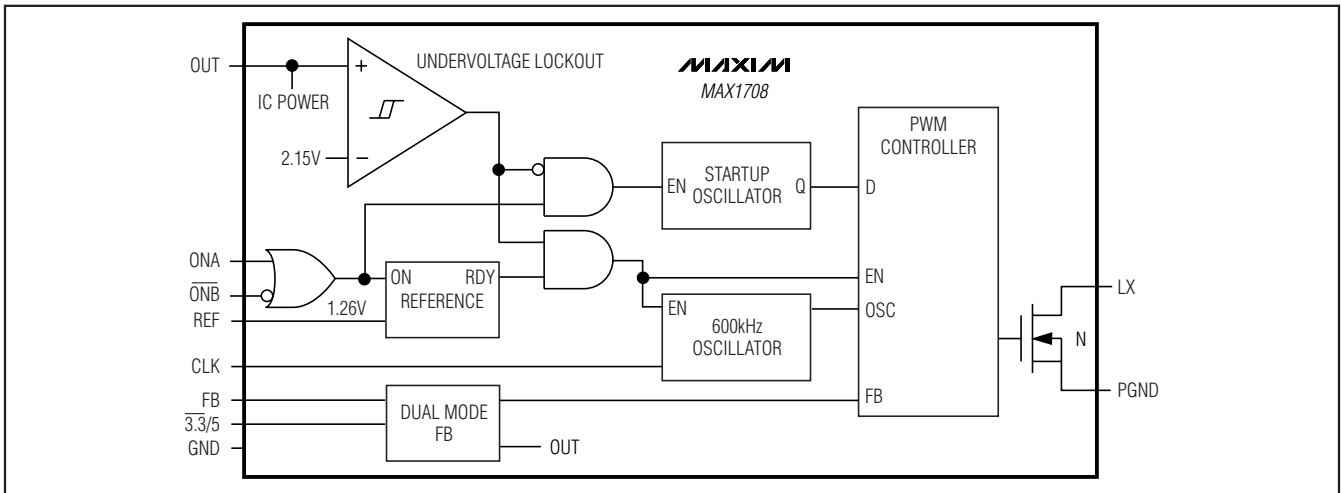 UNDERVOLTAGE LOCKOUT
MAXIM
MAX1708
OUT
+
IC POWER
2.15V
−
PWM
CONTROLLER
STARTUP
OSCILLATOR
EN
Q
D
ONA
O̅N̅B̅
REF
1.26V
ON
RDY
REFERENCE
EN
EN
OSC
600kHz
OSCILLATOR
LX
N
PGND
CLK
FB
3̅.3̅/5
GND
DUAL MODE
FB
OUT
FB